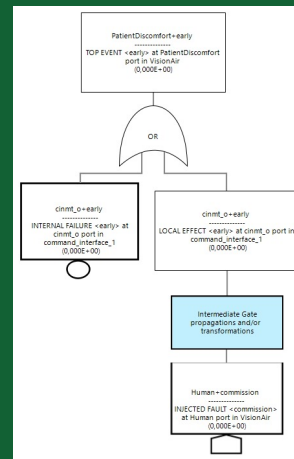 PatientDiscomfort+early
--------------
TOP EVENT <early> at PatientDiscomfort
port in VisionAir
(0,000E+00)
OR
cinmt_o+early
--------------
INTERNAL FAILURE <early> at
cinmt_o port in
command_interface_1
(0,000E+00)
cinmt_o+early
--------------
LOCAL EFFECT <early> at cinmt_o port in
command_interface_1
(0,000E+00)
Intermediate Gate
propagations and/or
transformations
Human+commission
--------------
INJECTED FAULT <commission>
at Human port in VisionAir
(0,000E+00)